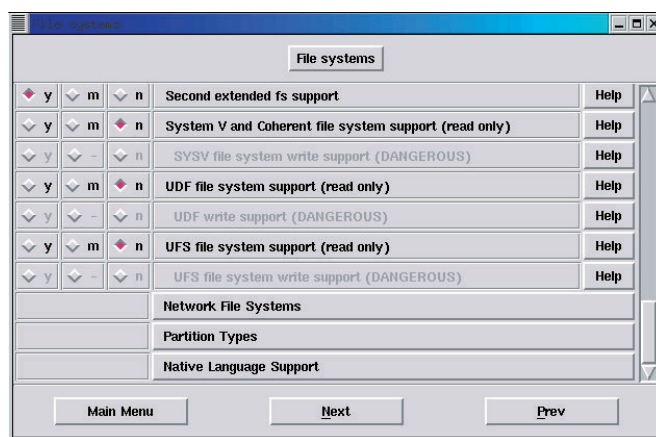 File systems
File systems
y m n Second extended fs support Help
y m n System V and Coherent file system support (read only) Help
y - n SYSV file system write support (DANGEROUS) Help
y m n UDF file system support (read only) Help
y - n UDF write support (DANGEROUS) Help
y m n UFS file system support (read only) Help
y - n UFS file system write support (DANGEROUS) Help
Network File Systems
Partition Types
Native Language Support
Main Menu Next Prev